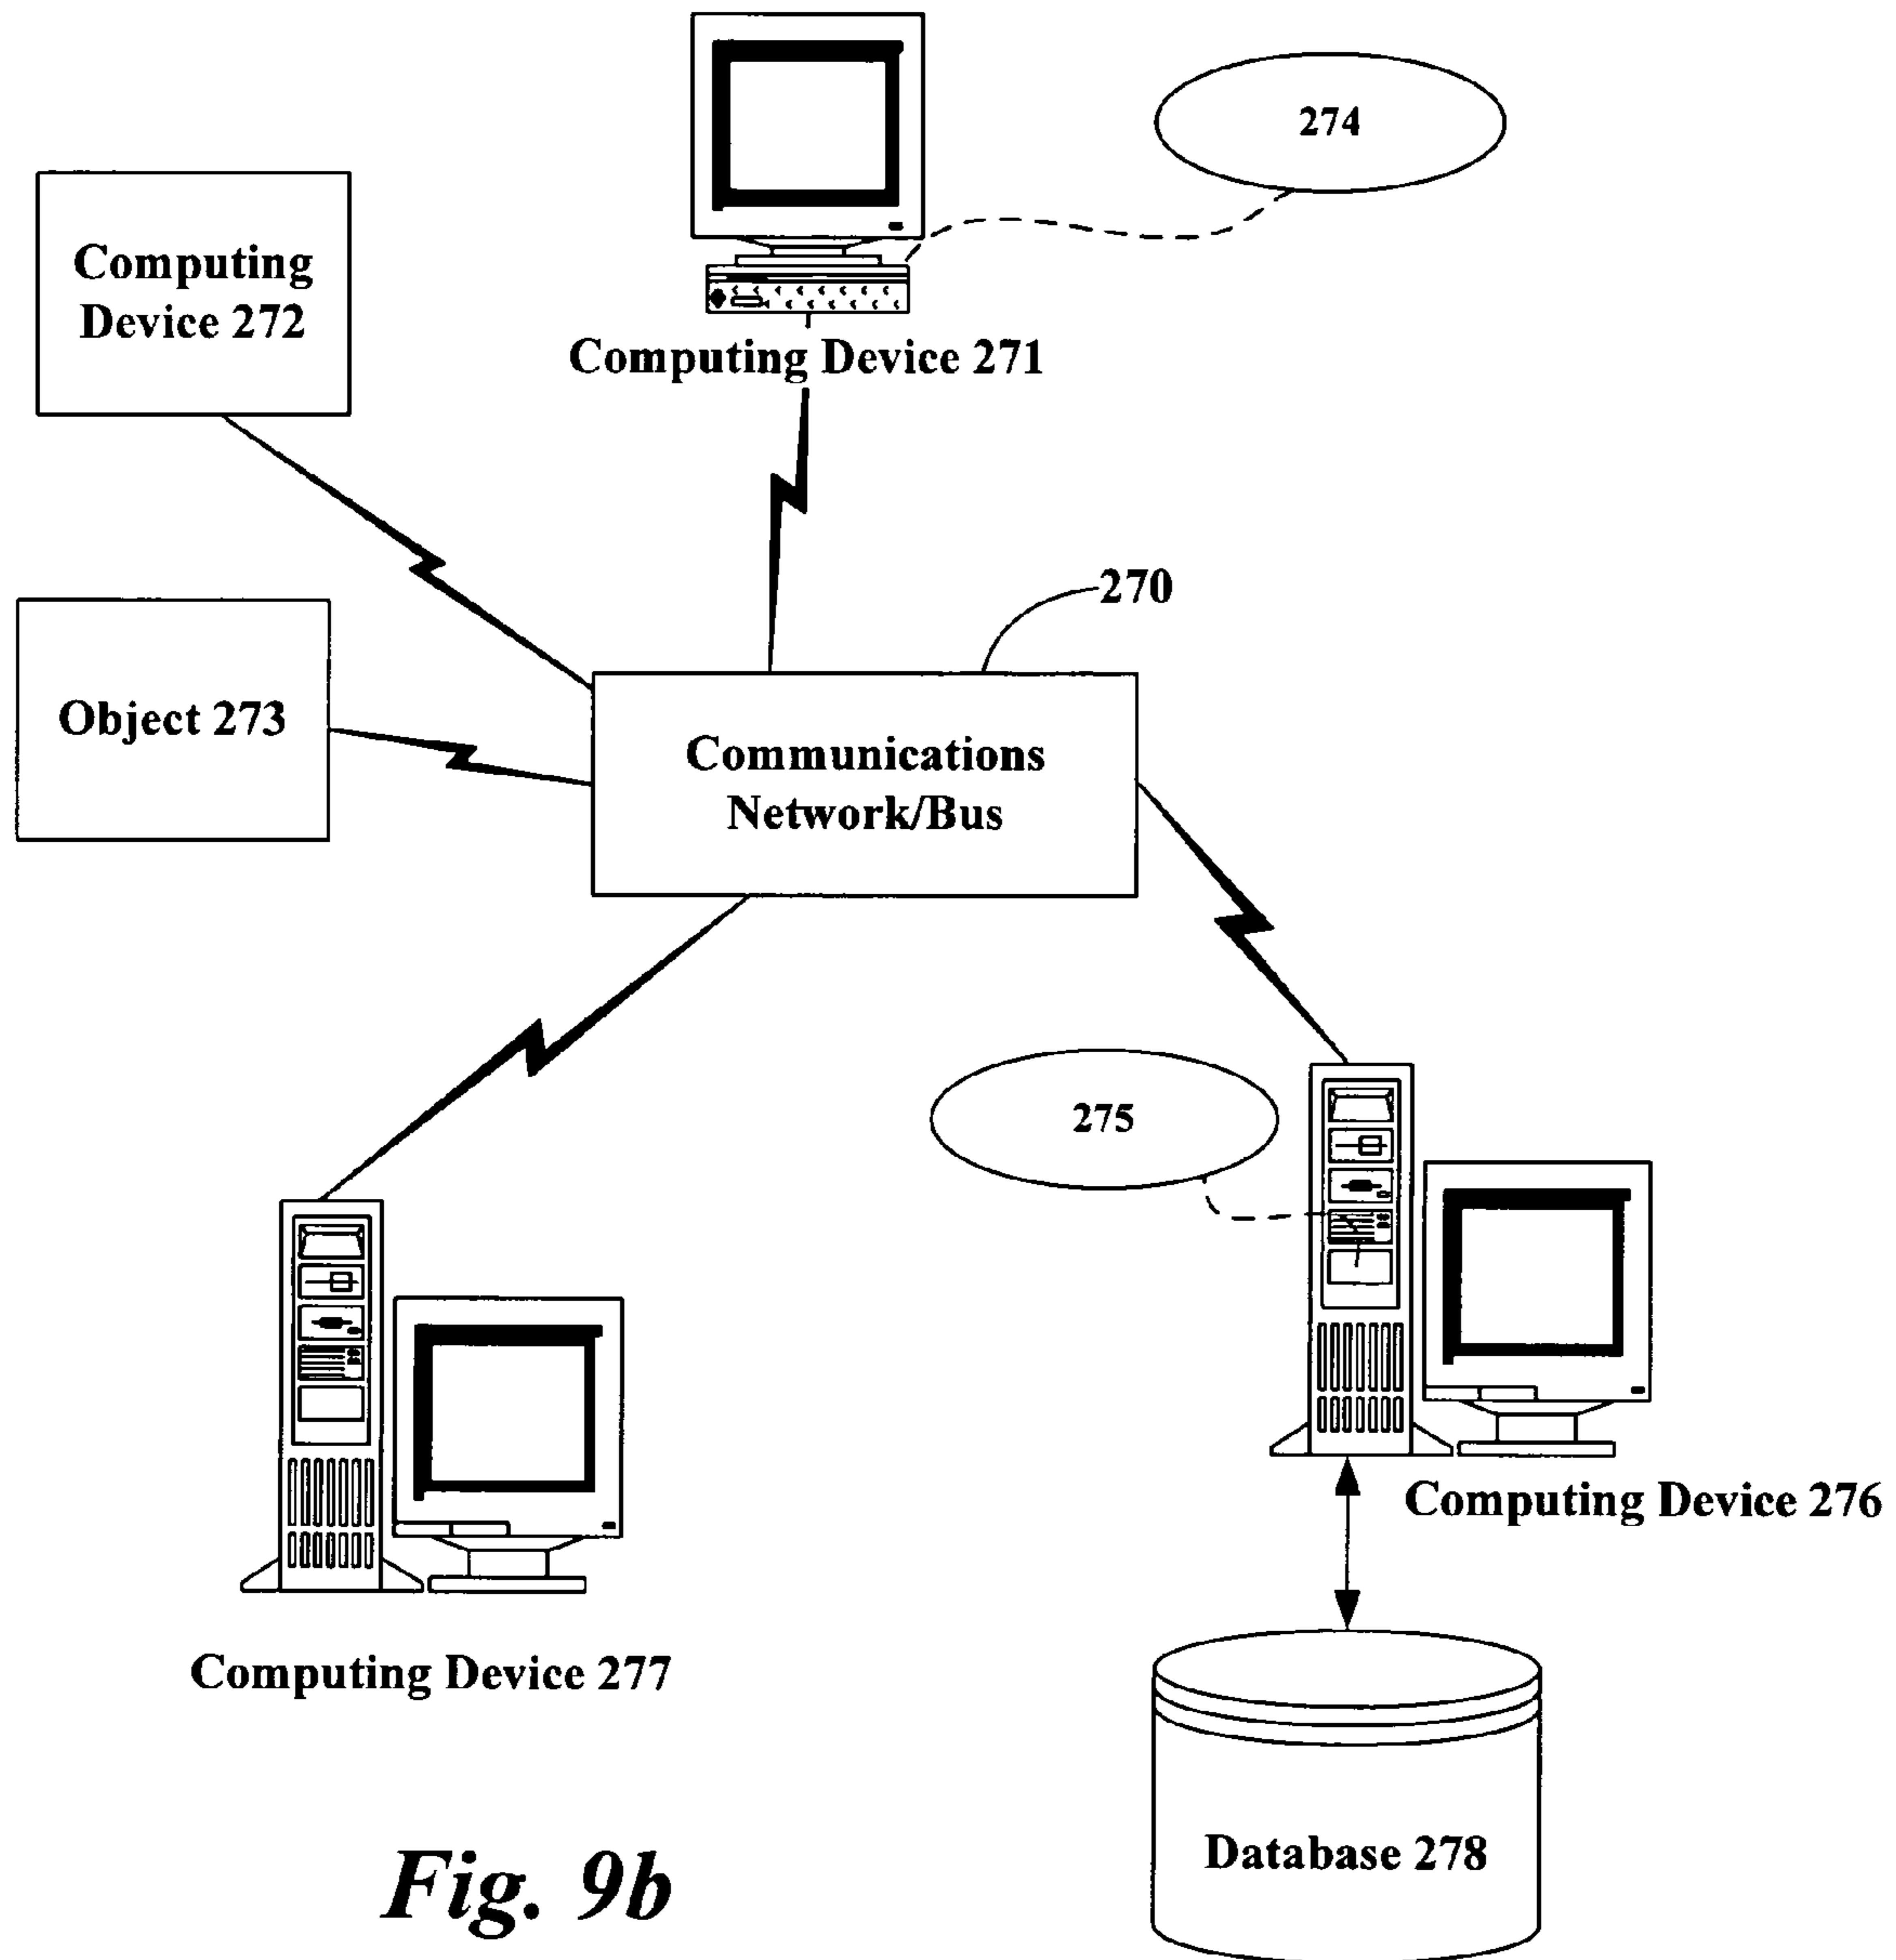 274
Computing
Device 272
Computing Device 271
270
Object 273
Communications
Network/Bus
275
Computing Device 276
Computing Device 277
Database 278
Fig. 9b